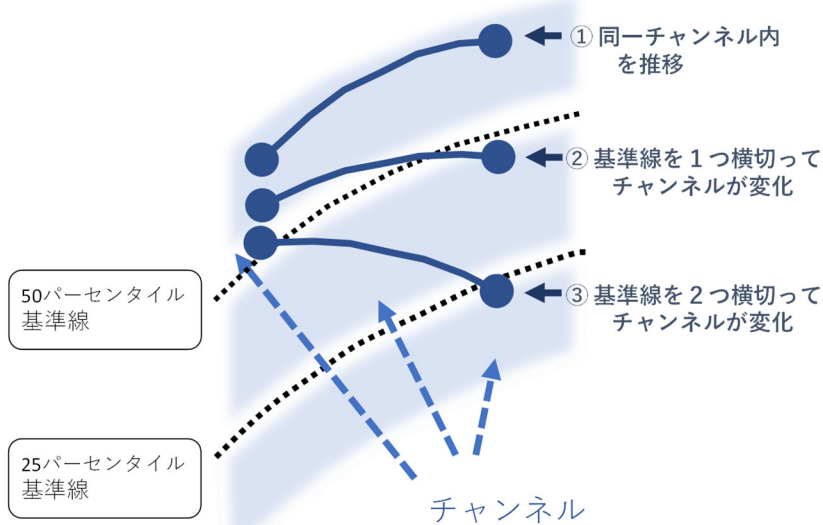 ① 同一チャンネル内
を推移
② 基準線を１つ横切って
チャンネルが変化
50パーセンタイル
基準線
③ 基準線を２つ横切って
チャンネルが変化
25パーセンタイル
基準線
チャンネル